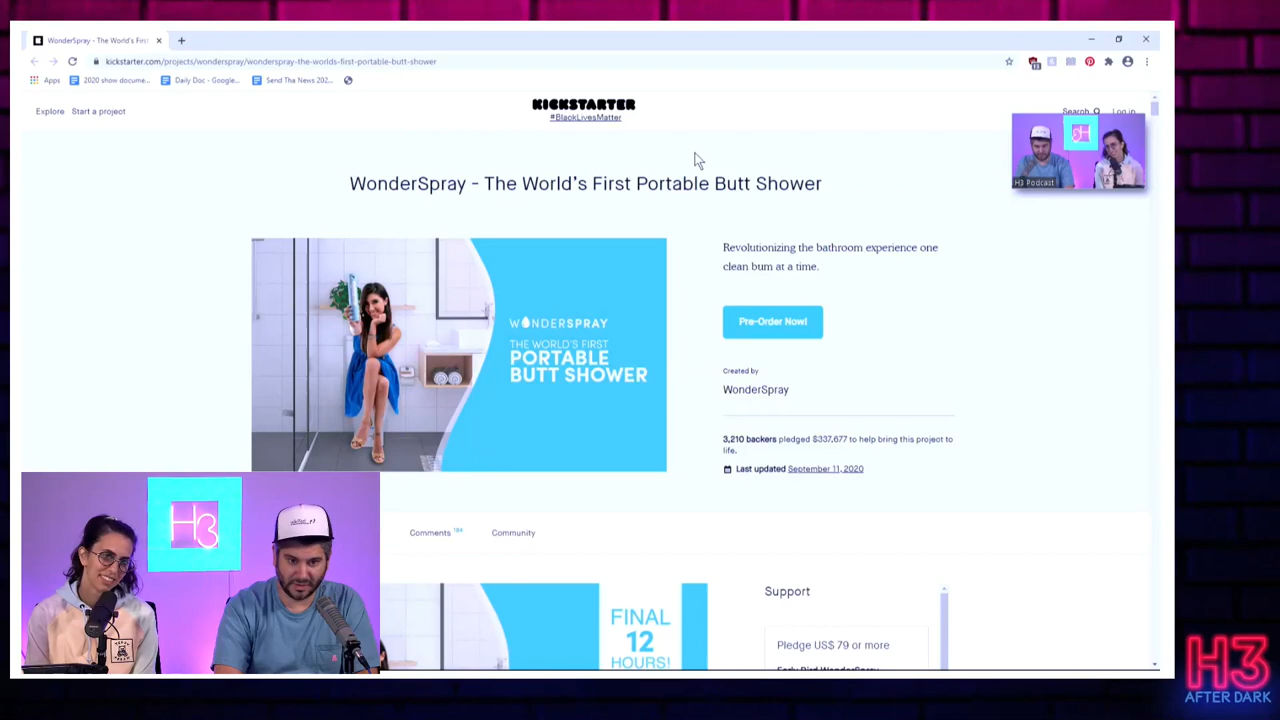 WonderSpray - The World's First
kickstarter.com/projects/wonderspray/wonderspray-the-worlds-first-portable-butt-shower
Apps 2020 show docume... Daily Doc - Google... Send Tha News 202...
Explore Start a project
KICKSTARTER
#BlackLivesMatter
Search Log in
H3 Podcast
WonderSpray - The World's First Portable Butt Shower
WONDERSPRAY
THE WORLD'S FIRST
PORTABLE
BUTT SHOWER
Revolutionizing the bathroom experience one
clean bum at a time.
Pre-Order Now!
Created by
WonderSpray
3,210 backers pledged $337,677 to help bring this project to
life.
Last updated September 11, 2020
H3
Comments 194 Community
FINAL
12
HOURS!
Support
Pledge US$ 79 or more
Early Bird WonderSpray
H3
AFTER DARK